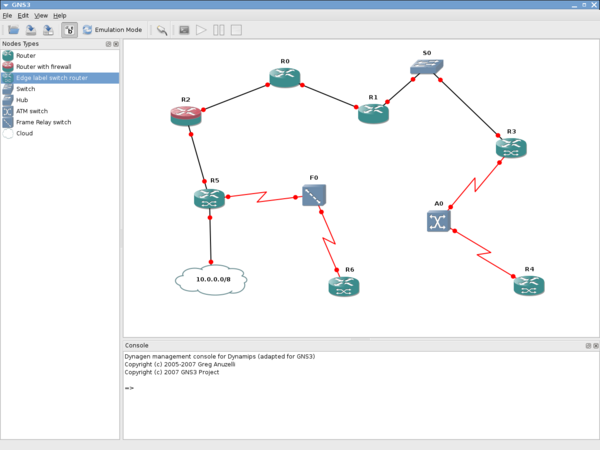 GNS3
File Edit View Help
Emulation Mode
Nodes Types
Router
Router with firewall
Edge label switch router
Switch
Hub
ATM switch
Frame Relay switch
Cloud
S0
R0
R1
R2
R3
R5
F0
A0
R4
R6
10.0.0.0/8
Console
Dynagen management console for Dynamips (adapted for GNS3)
Copyright (c) 2005-2007 Greg Anuzelli
Copyright (c) 2007 GNS3 Project
=>